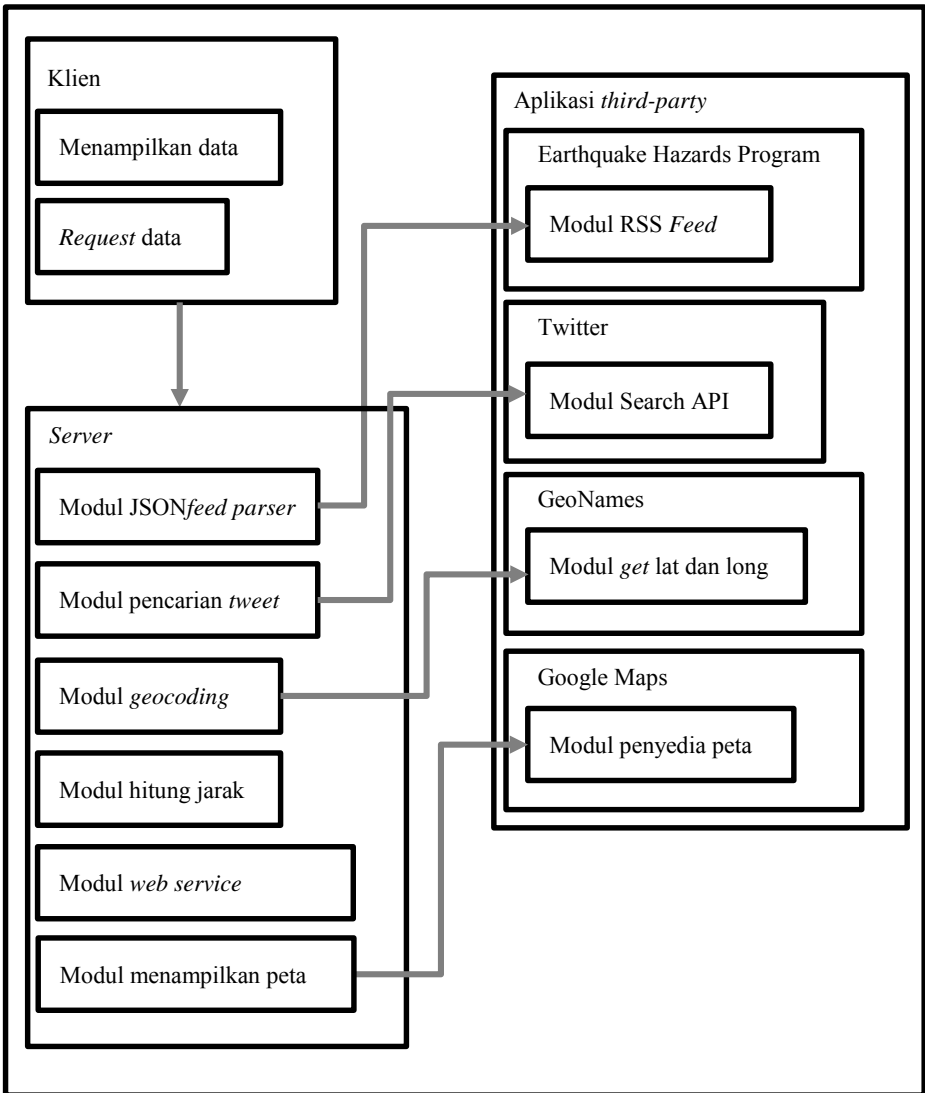 Klien
Menampilkan data
Request data
Server
Modul JSONfeed parser
Modul pencarian tweet
Modul geocoding
Modul hitung jarak
Modul web service
Modul menampilkan peta
Aplikasi third-party
Earthquake Hazards Program
Modul RSS Feed
Twitter
Modul Search API
GeoNames
Modul get lat dan long
Google Maps
Modul penyedia peta